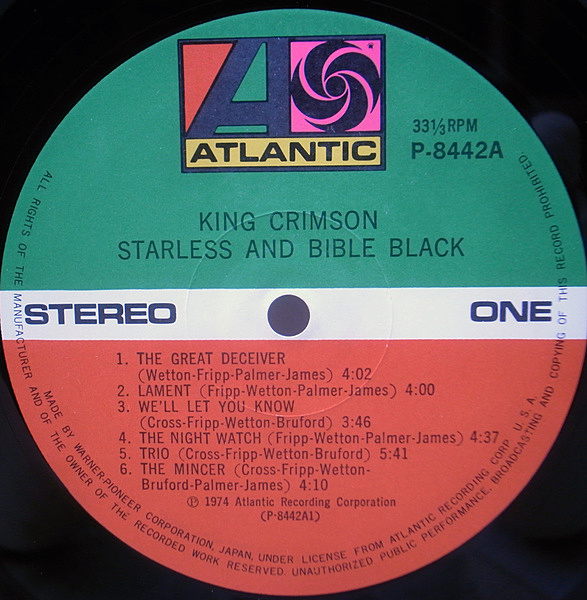 ATLANTIC
33⅓RPM
P-8442A
KING CRIMSON
STARLESS AND BIBLE BLACK
STEREO
ONE
1. THE GREAT DECEIVER
(Wetton-Fripp-Palmer-James) 4:02
2. LAMENT (Fripp-Wetton-Palmer-James) 4:00
3. WE'LL LET YOU KNOW
(Cross-Fripp-Wetton-Bruford) 3:46
4. THE NIGHT WATCH (Fripp-Wetton-Palmer-James) 4:37
5. TRIO (Cross-Fripp-Wetton-Bruford) 5:41
6. THE MINCER (Cross-Fripp-Wetton-
Bruford-Palmer-James) 4:10
Ⓟ 1974 Atlantic Recording Corporation
(P-8442A1)
MADE BY WARNER-PIONEER CORPORATION, JAPAN, UNDER LICENSE FROM ATLANTIC RECORDING CORP. U.S.A.
ALL RIGHTS OF THE MANUFACTURER AND OF THE OWNER OF THE RECORDED WORK RESERVED. UNAUTHORIZED PUBLIC PERFORMANCE, BROADCASTING AND COPYING OF THIS RECORD PROHIBITED.